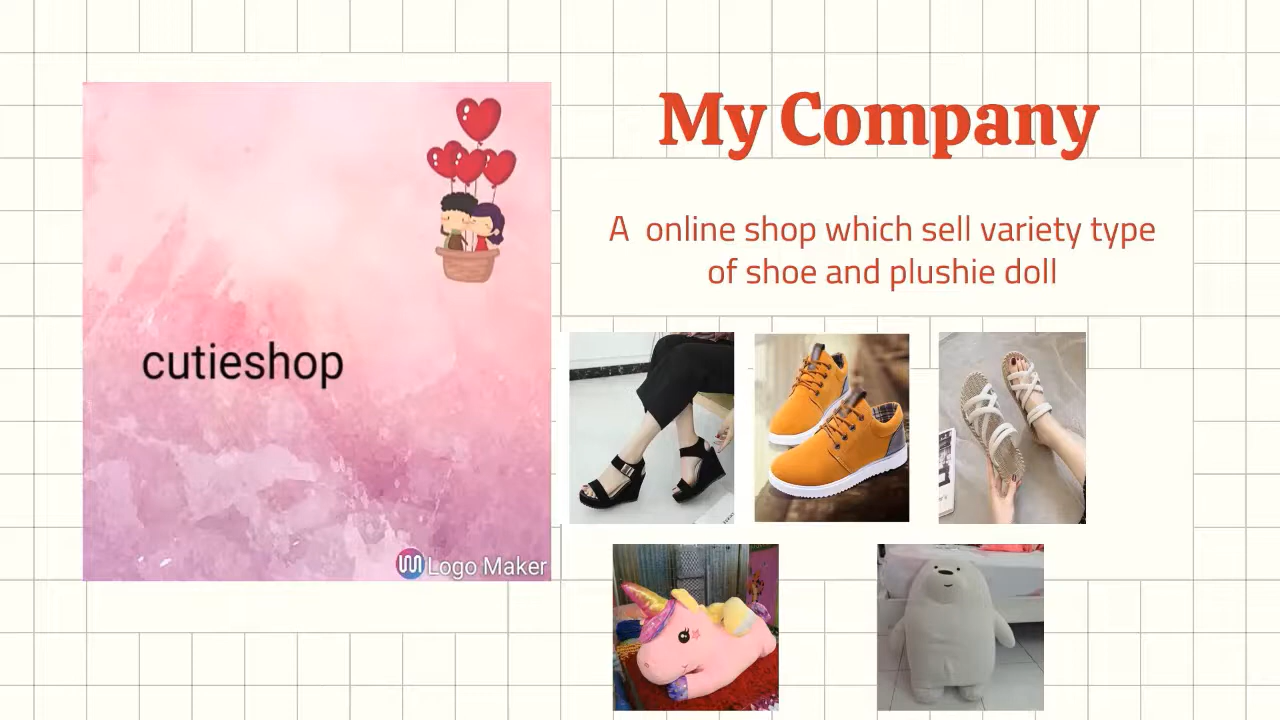 My Company
A online shop which sell variety type
of shoe and plushie doll
cutieshop
Logo Maker